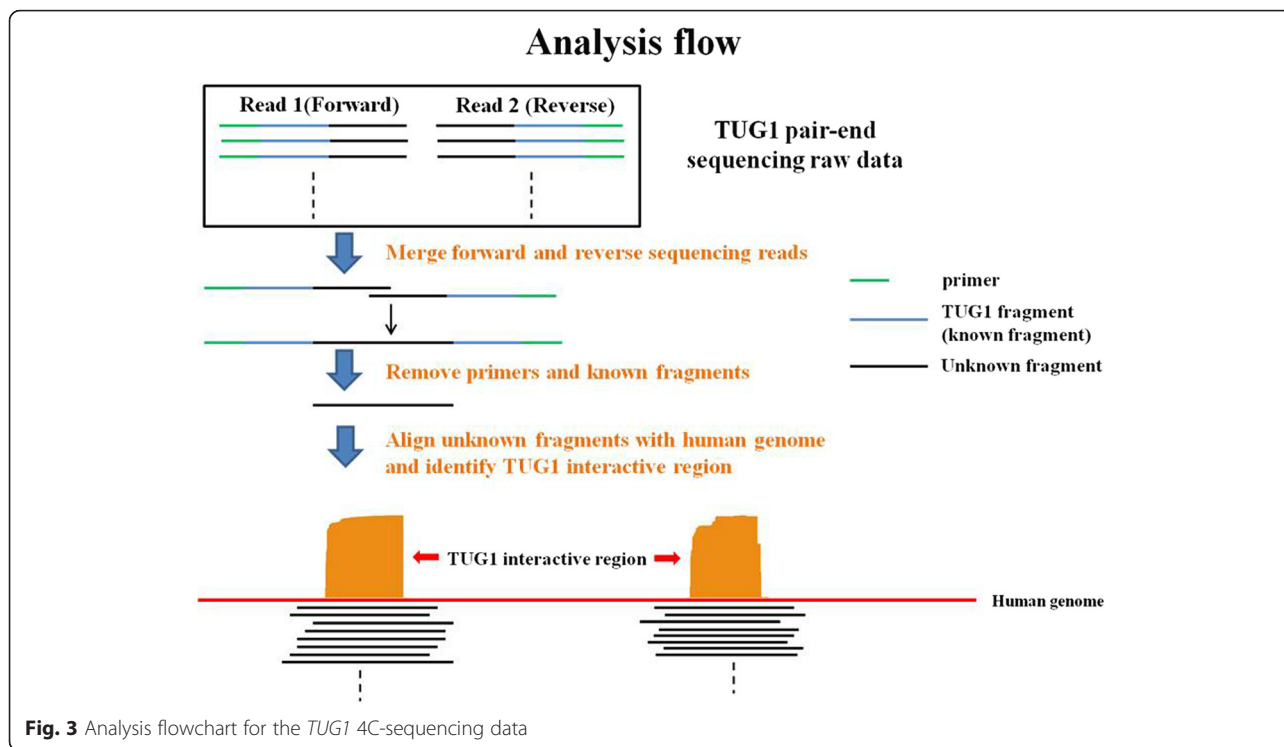 Analysis flow
Read 1(Forward)
Read 2 (Reverse)
TUG1 pair-end
sequencing raw data
Merge forward and reverse sequencing reads
primer
TUG1 fragment
(known fragment)
Unknown fragment
Remove primers and known fragments
Align unknown fragments with human genome
and identify TUG1 interactive region
TUG1 interactive region
Human genome
Fig. 3 Analysis flowchart for the TUG1 4C-sequencing data